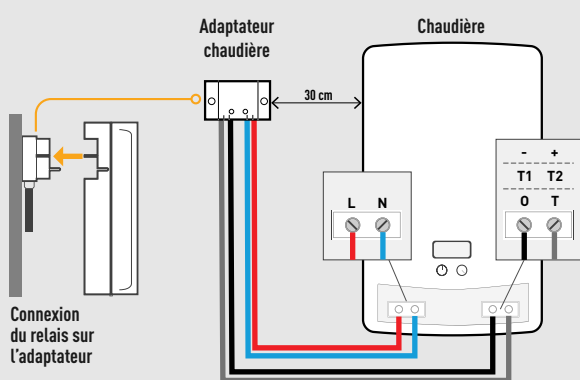 Adaptateur
chaudière
Chaudière
30 cm
L N
- +
T1 T2
O T
Connexion
du relais sur
l'adaptateur